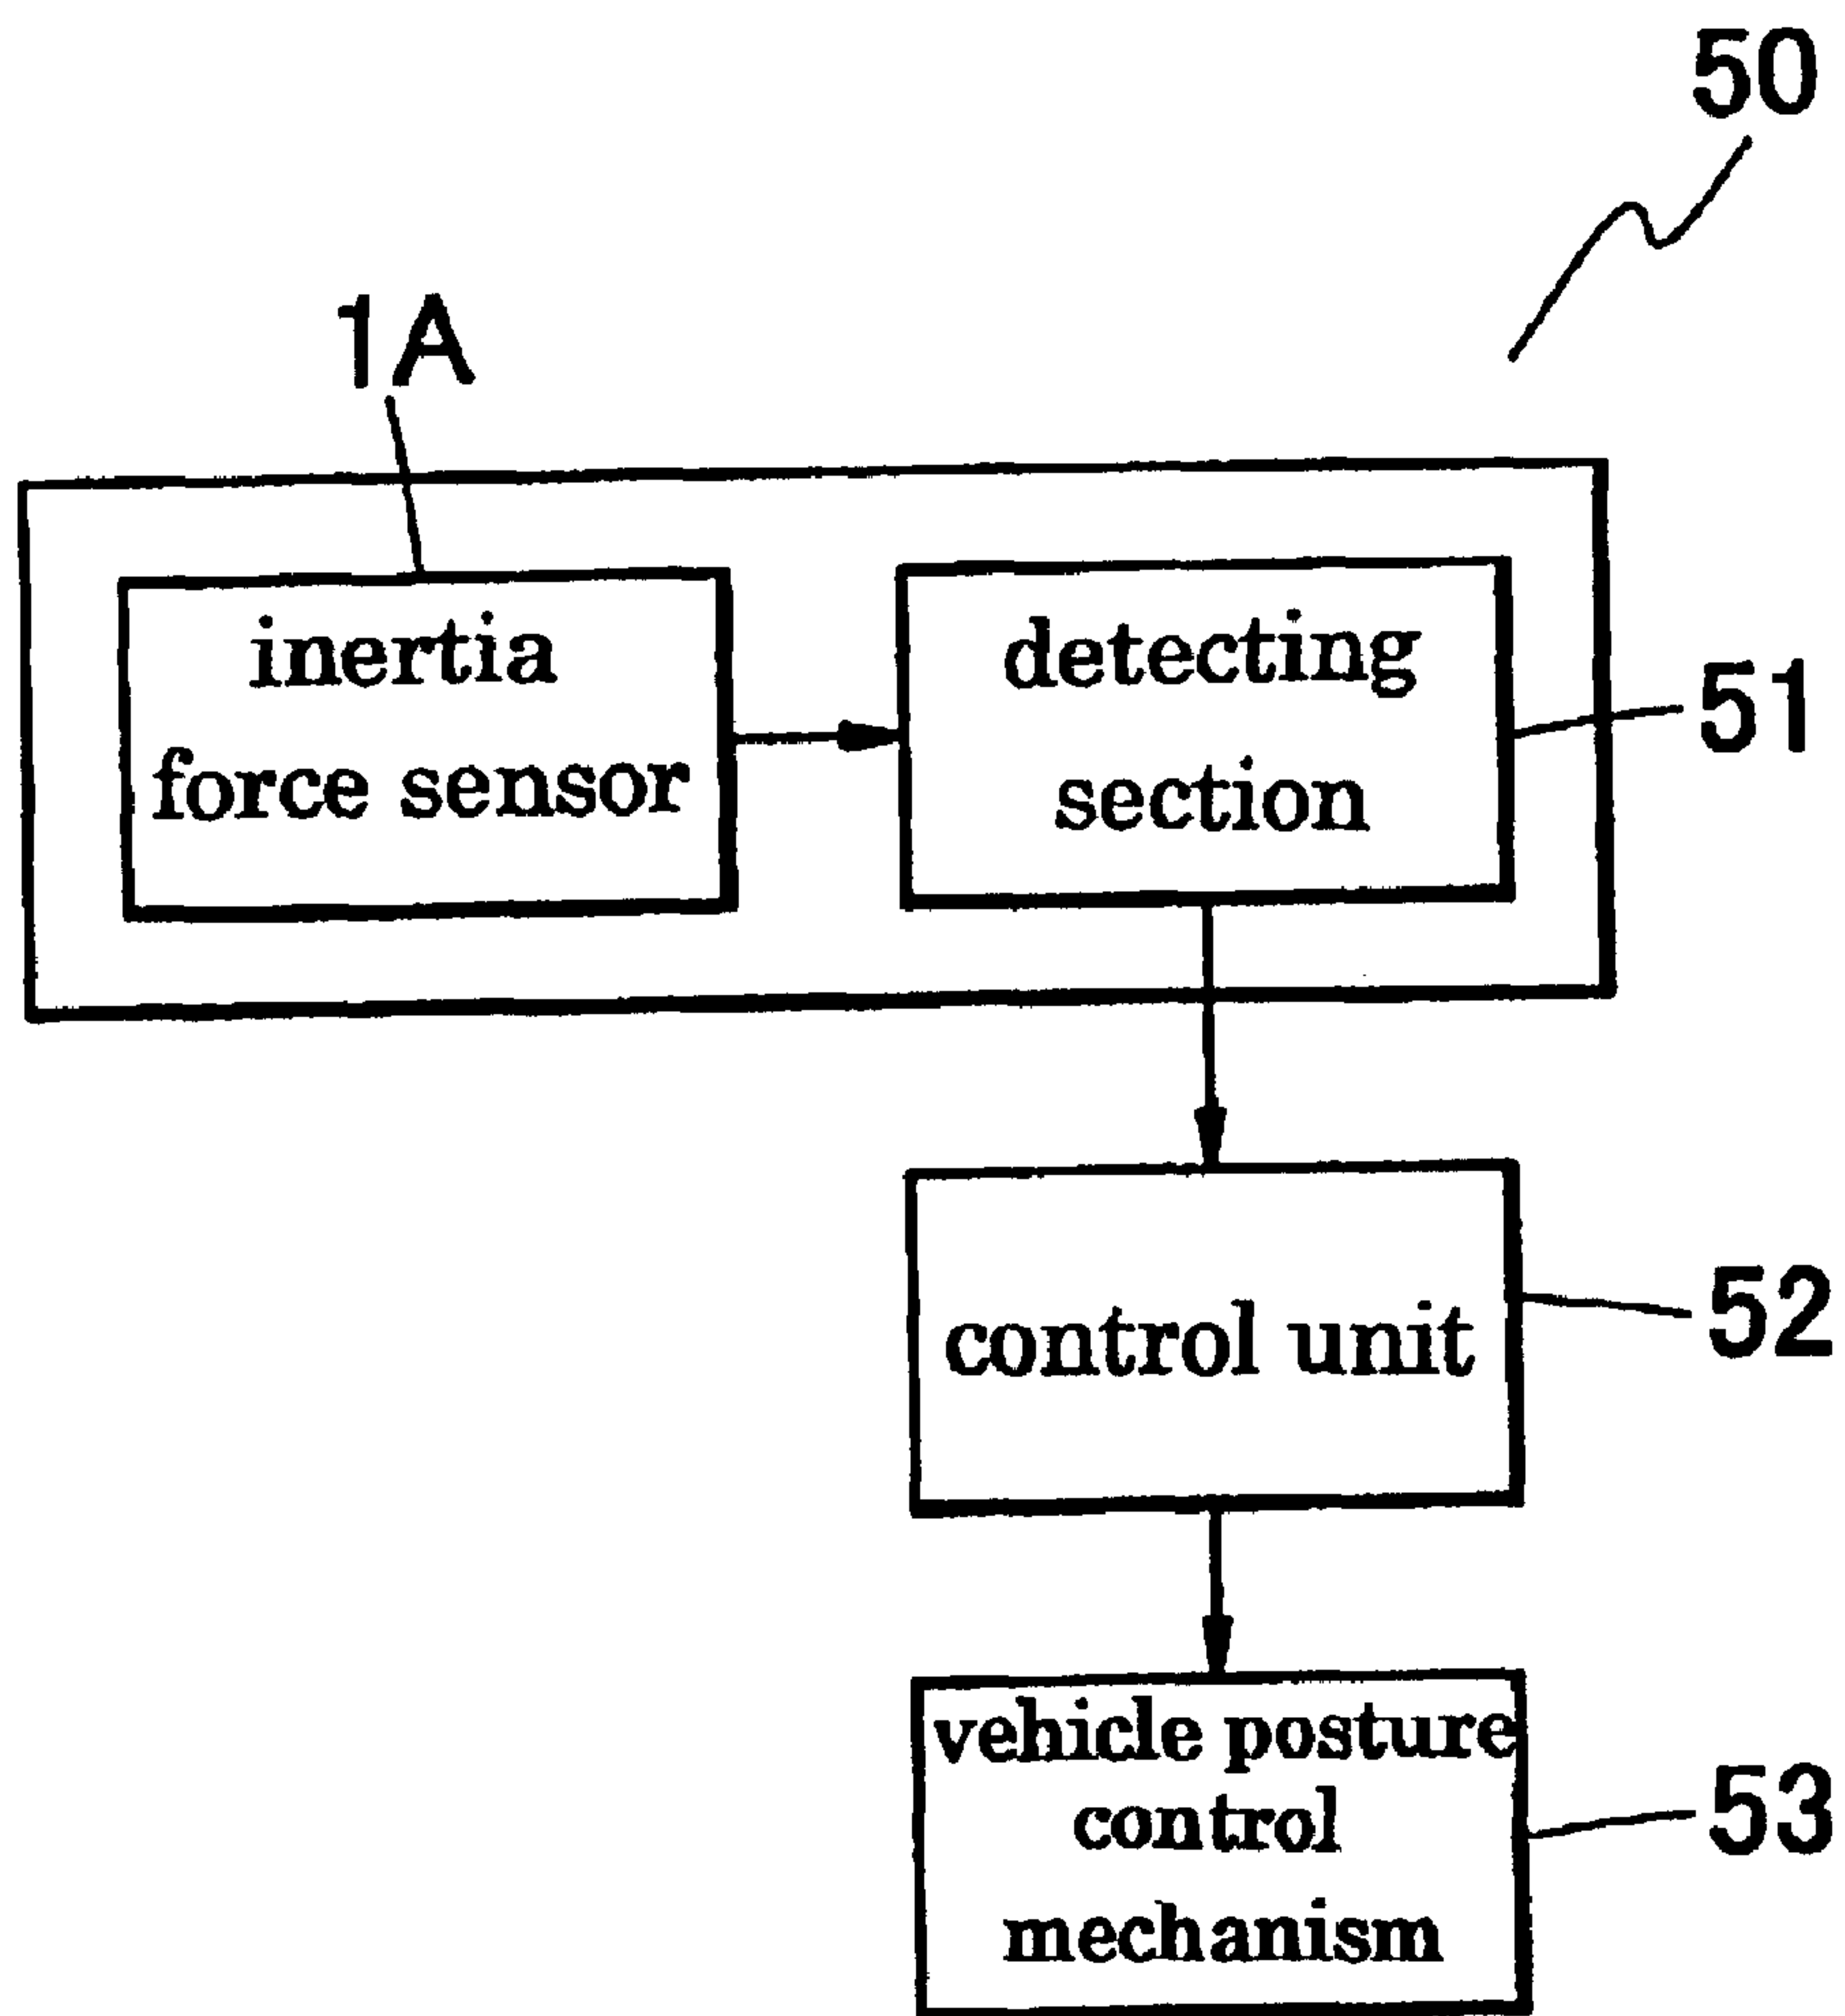 50
1A
inertia
force sensor
detecting
section
51
control unit
52
vehicle posture
control
mechanism
53